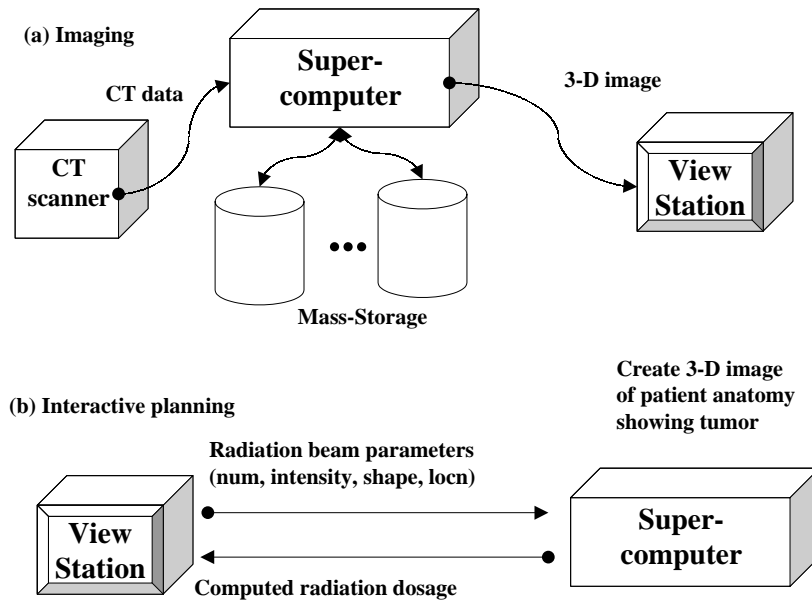 (a) Imaging
Super-
computer
CT data
3-D image
CT
scanner
View
Station
Mass-Storage
Create 3-D image
of patient anatomy
showing tumor
(b) Interactive planning
Radiation beam parameters
(num, intensity, shape, locn)
View
Station
Super-
computer
Computed radiation dosage